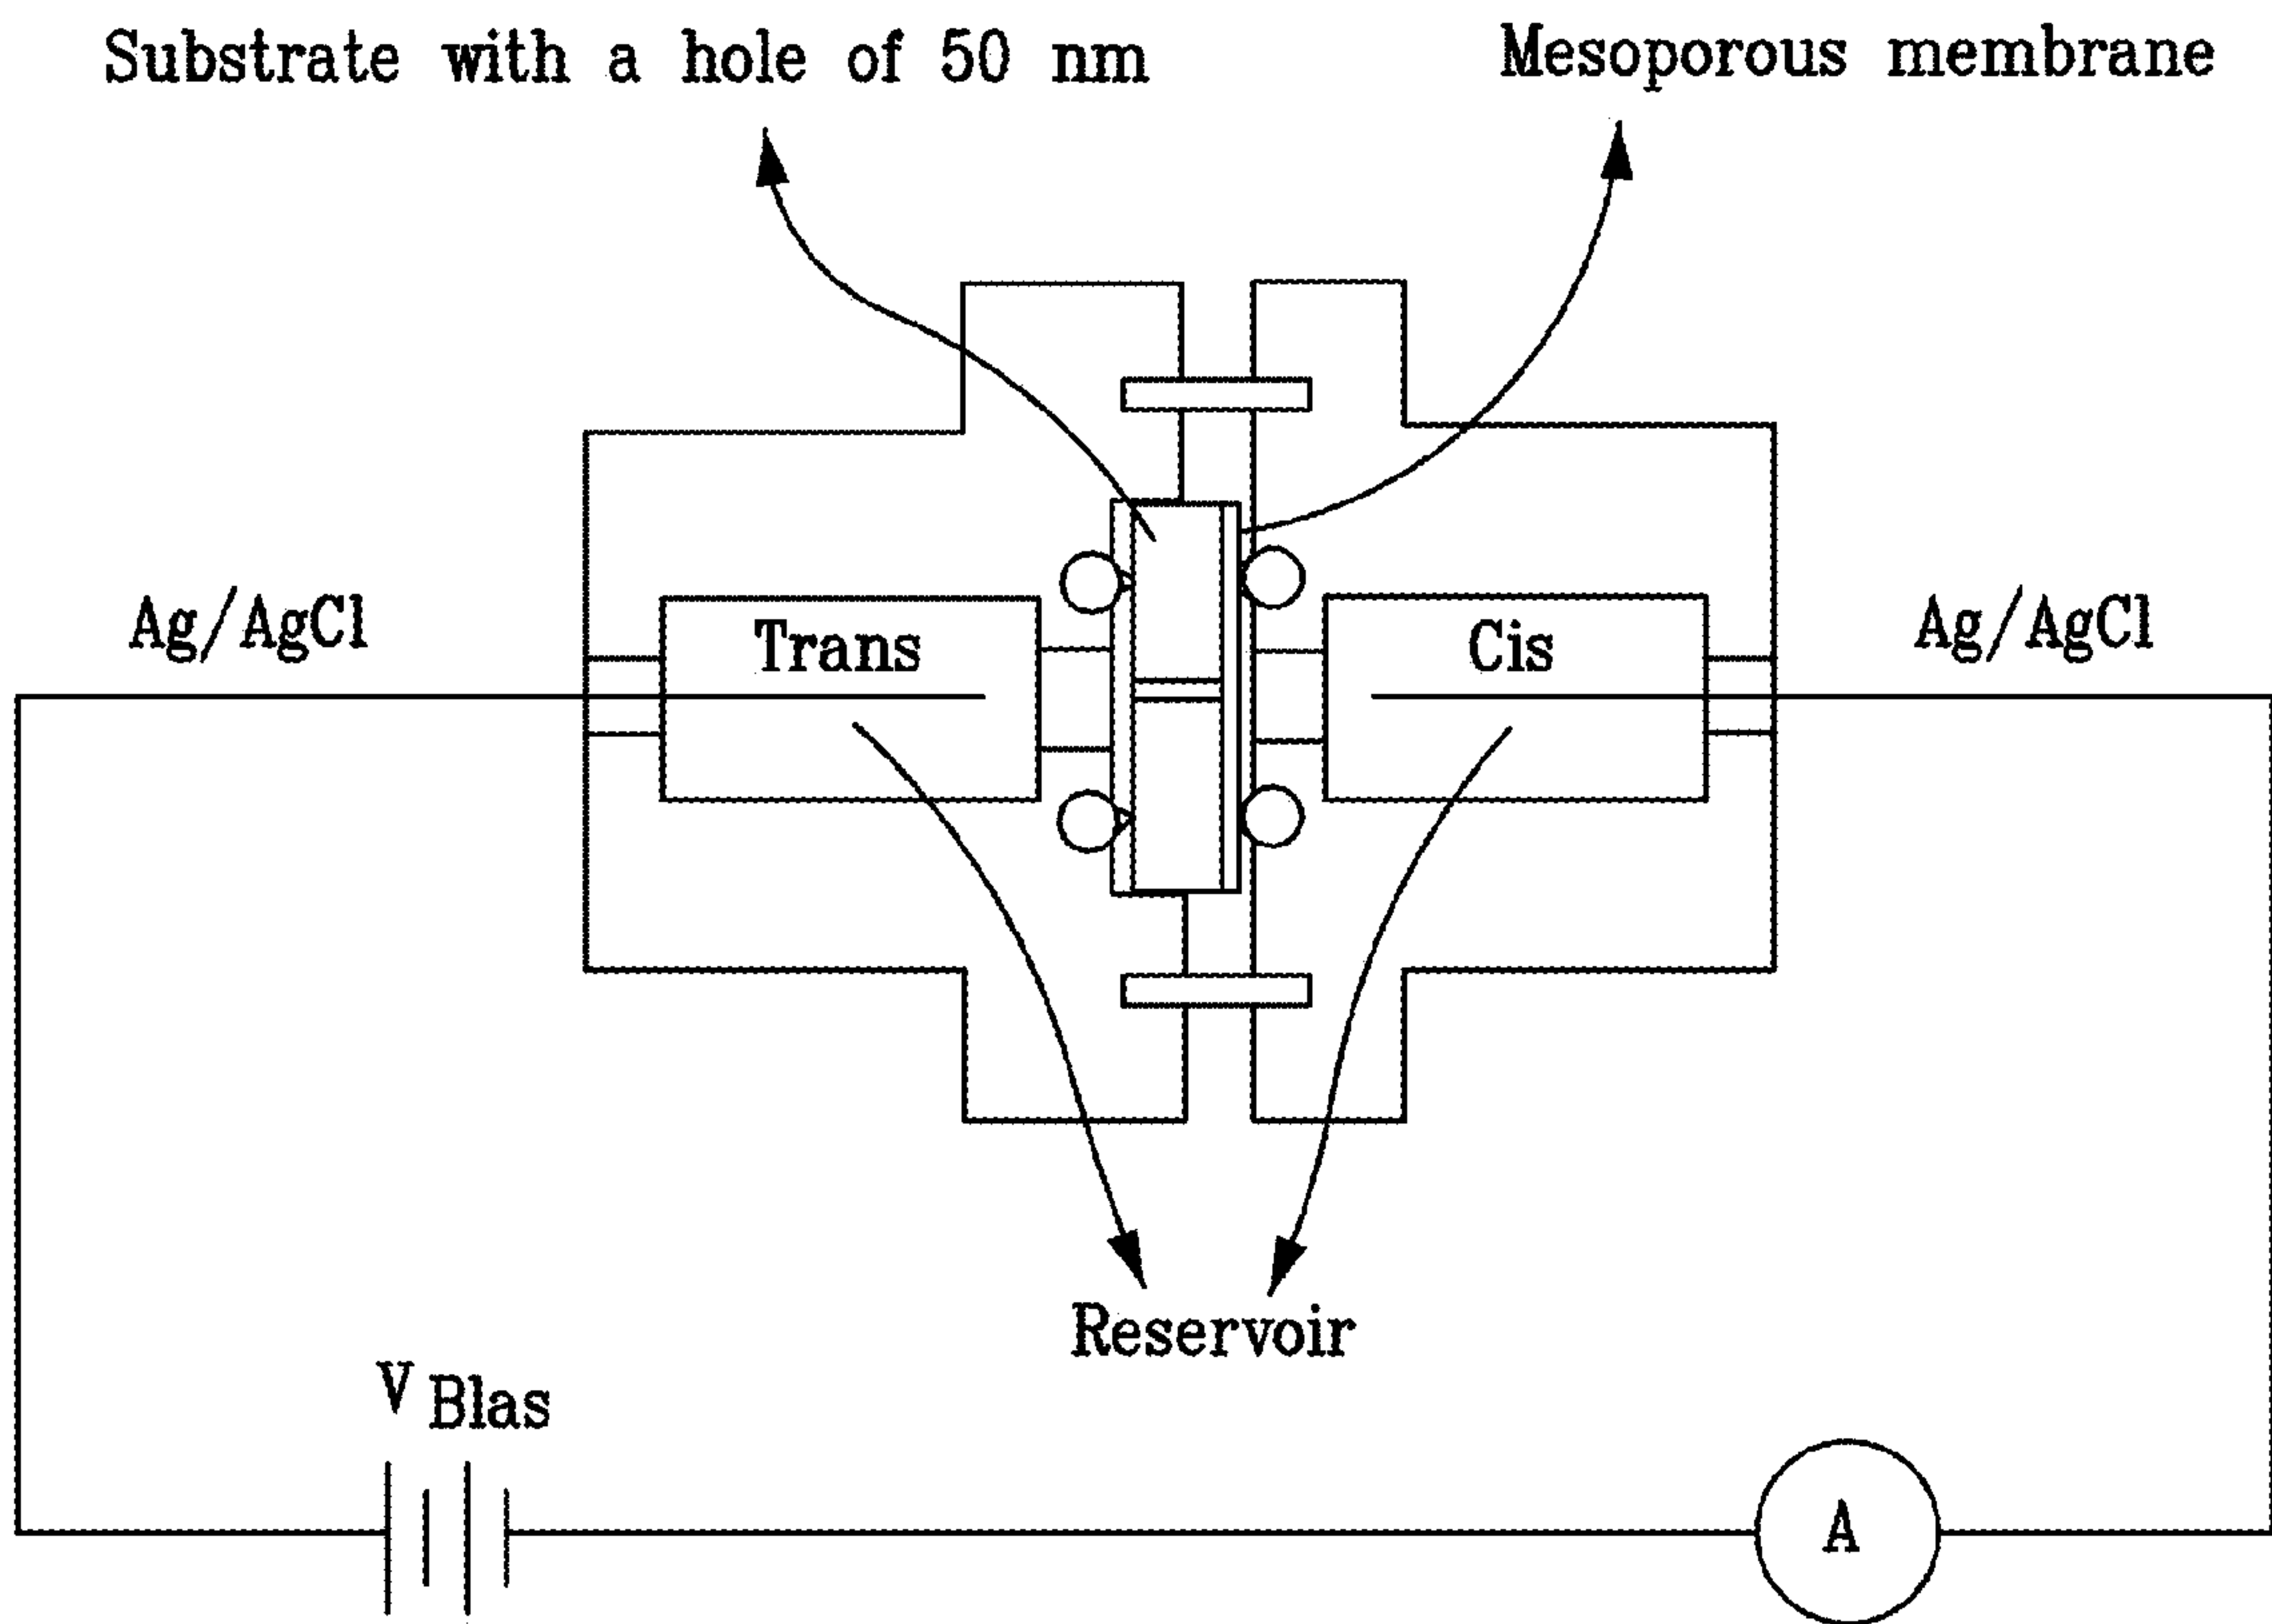 Substrate with a hole of 50 nm
Mesoporous membrane
Ag/AgCl
Trans
Cis
Ag/AgCl
Reservoir
V Blas
A